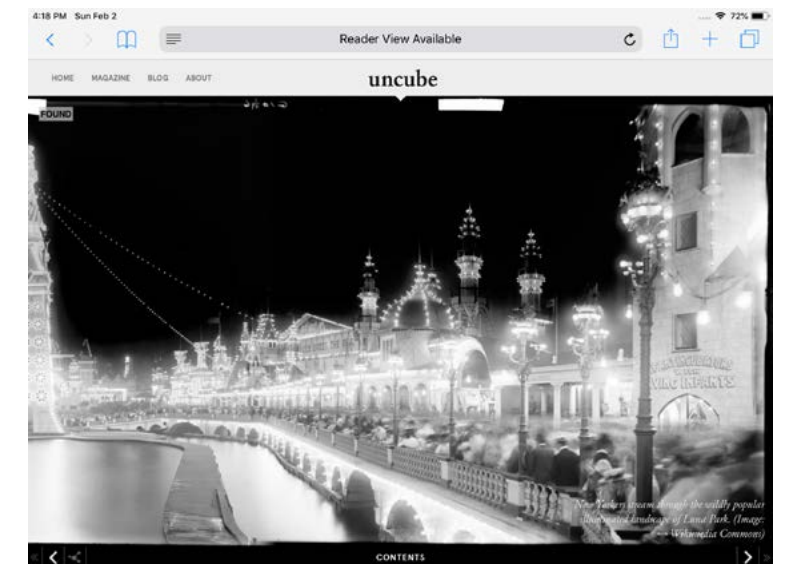 4:18 PM Sun Feb 2
72%
Reader View Available
HOME MAGAZINE BLOG ABOUT
uncube
FOUND
INFANTS
New Yorkers stream through the wildly popular
illuminated landscape of Luna Park. (Image:
Wikimedia Commons)
CONTENTS